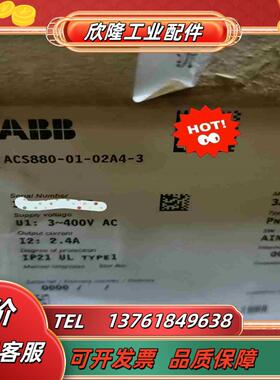 欣隆工业配件
ABB
HOT!
ACS880-01-02A4-3
Serial Number
Supply voltage
U1: 3~400V AC
Output current
I2: 2.4A
Degree of protection
IP21 UL TYPE1
价
客服
TEL 13761849638
可开发票 品质保障